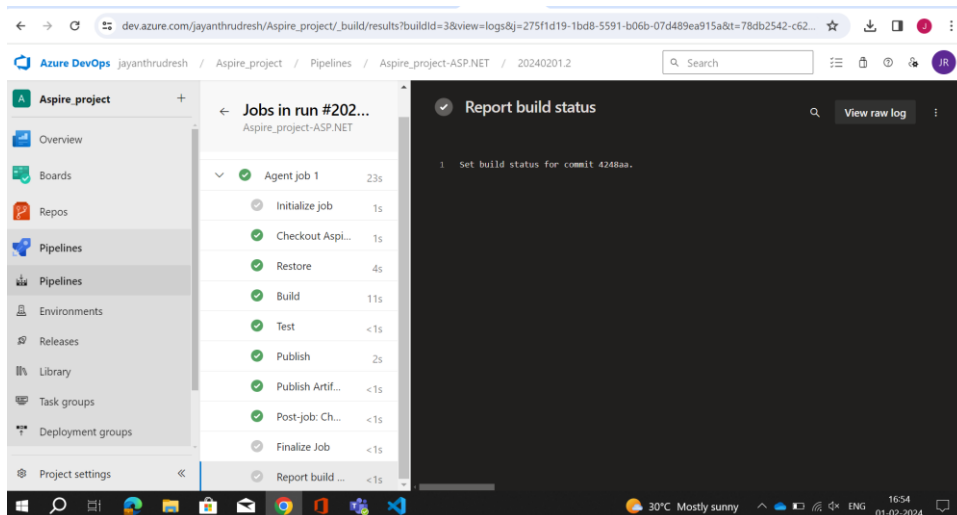 dev.azure.com/jayanthrudresh/Aspire_project/_build/results?buildId=3&view=logs&j=275f1d19-1bd8-5591-b06b-07d489ea915a&t=78db2542-c62...
J
Azure DevOps jayanthrudresh / Aspire_project / Pipelines / Aspire_project-ASP.NET / 20240201.2
Search
JR
A Aspire_project +
Overview
Boards
Repos
Pipelines
Pipelines
Environments
Releases
Library
Task groups
Deployment groups
Project settings
Jobs in run #202...
Aspire_project-ASP.NET
Agent job 1 23s
Initialize job 1s
Checkout Aspi... 1s
Restore 4s
Build 11s
Test <1s
Publish 2s
Publish Artif... <1s
Post-job: Ch... <1s
Finalize Job <1s
Report build ... <1s
Report build status
View raw log
1 Set build status for commit 4248aa.
30°C Mostly sunny
ENG
16:54
01-02-2024